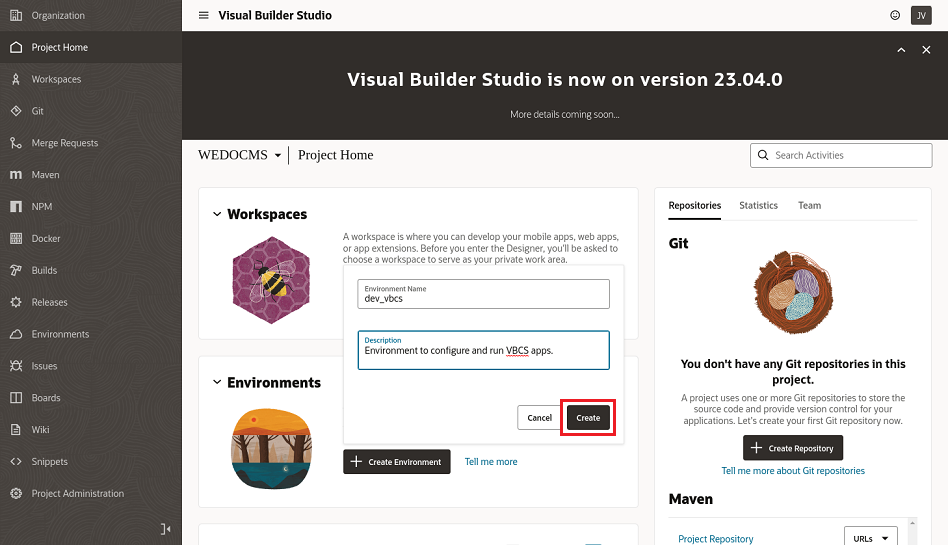 Organization
Project Home
Workspaces
Git
Merge Requests
Maven
NPM
Docker
Builds
Releases
Environments
Issues
Boards
Wiki
Snippets
Project Administration
Visual Builder Studio
JV
Visual Builder Studio is now on version 23.04.0
More details coming soon...
WEDOCMS
Project Home
Search Activities
Workspaces
A workspace is where you can develop your mobile apps, web apps,
or app extensions. Before you enter the Designer, you'll be asked to
choose a workspace to serve as your private work area.
Environment Name
dev_vbcs
Description
Environment to configure and run VBCS apps.
Cancel
Create
Environments
Create Environment
Tell me more
Repositories
Statistics
Team
Git
You don't have any Git repositories in this
project.
A project uses one or more Git repositories to store the
source code and provide version control for your
applications. Let's create your first Git repository now.
Create Repository
Tell me more about Git repositories
Maven
Project Repository
URLs